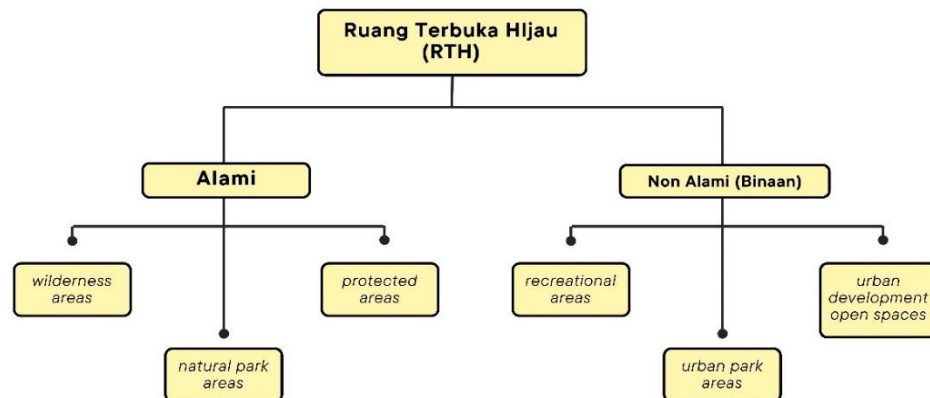 Ruang Terbuka HIjau
(RTH)
Alami
Non Alami (Binaan)
wilderness
areas
natural park
areas
protected
areas
recreational
areas
urban park
areas
urban
development
open spaces